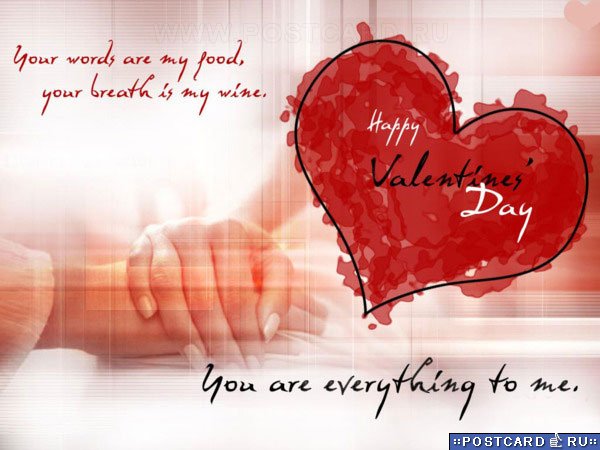 WWW.POSTCARD.RU
Your words are my food,
your breath is my wine.
Happy
Valentines'
Day
You are everything to me.
::POSTCARD RU::